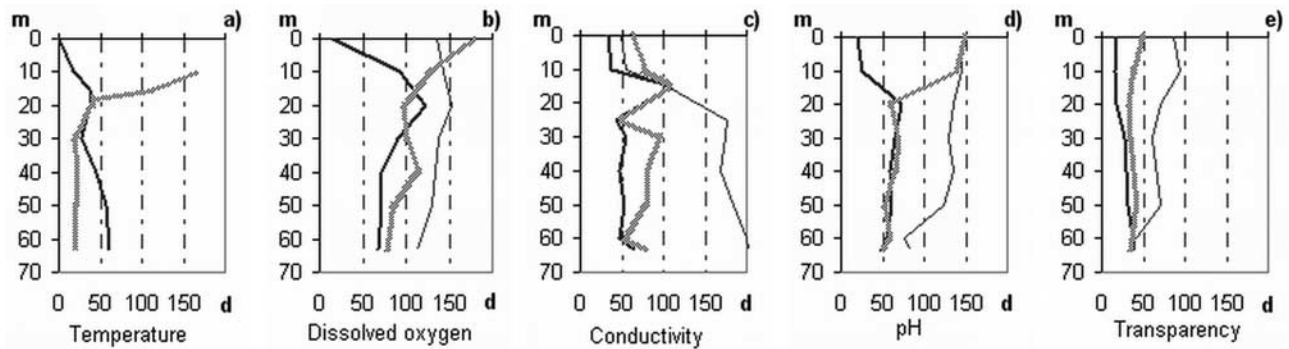 m a) m b) m c) m d) m e)
0 0 0 0 0
10 10 10 10 10
20 20 20 20 20
30 30 30 30 30
40 40 40 40 40
50 50 50 50 50
60 60 60 60 60
70 70 70 70 70
0 50 100 150 d 0 50 100 150 d 0 50 100 150 d 0 50 100 150 d 0 50 100 150 d
Temperature Dissolved oxygen Conductivity pH Transparency